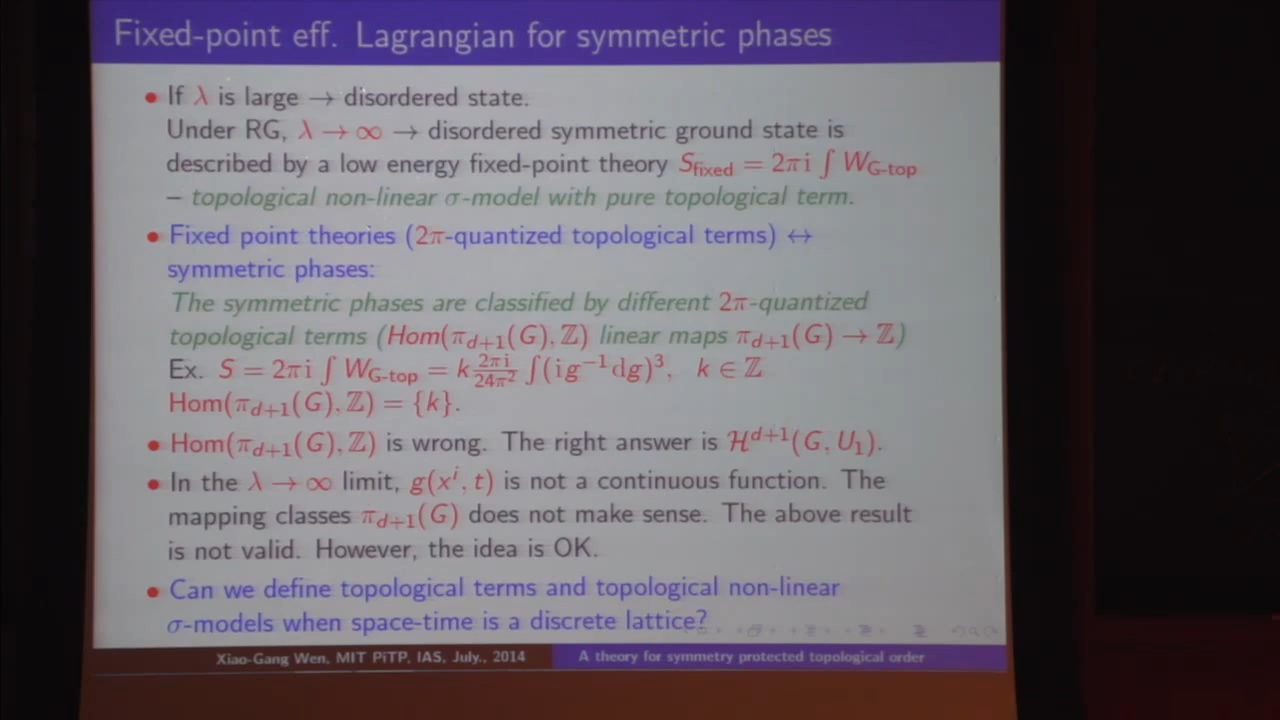 Fixed-point eff. Lagrangian for symmetric phases
• If λ is large → disordered state.
Under RG, λ → ∞ → disordered symmetric ground state is
described by a low energy fixed-point theory S_fixed = 2πi ∫ W_G-top
– topological non-linear σ-model with pure topological term.
• Fixed point theories (2π-quantized topological terms) ↔
symmetric phases:
The symmetric phases are classified by different 2π-quantized
topological terms (Hom(π_{d+1}(G), ℤ) linear maps π_{d+1}(G) → ℤ)
Ex. S = 2πi ∫ W_G-top = k 2πi/24π² ∫(ig⁻¹dg)³, k ∈ ℤ
Hom(π_{d+1}(G), ℤ) = {k}.
• Hom(π_{d+1}(G), ℤ) is wrong. The right answer is ℋ^{d+1}(G, U₁).
• In the λ → ∞ limit, g(xⁱ, t) is not a continuous function. The
mapping classes π_{d+1}(G) does not make sense. The above result
is not valid. However, the idea is OK.
• Can we define topological terms and topological non-linear
σ-models when space-time is a discrete lattice?
Xiao-Gang Wen, MIT PiTP, IAS, July., 2014 A theory for symmetry protected topological order